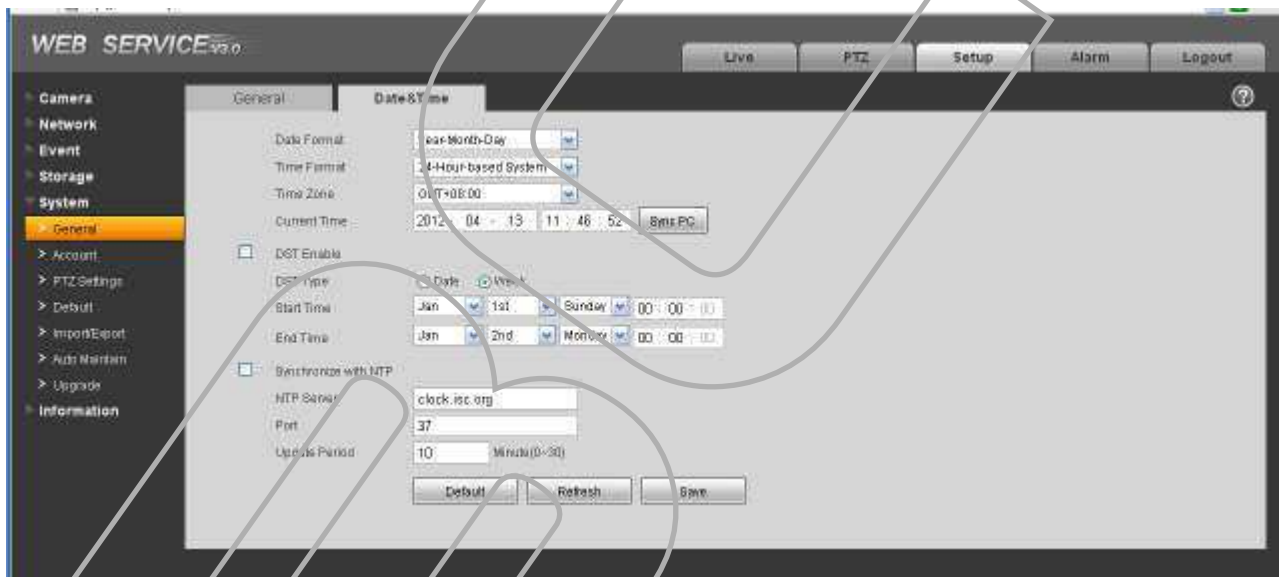 WEB SERVICE V3.0
Live PTZ Setup Alarm Logout
Camera
Network
Event
Storage
System
> General
> Account
> PTZ Settings
> Default
> Import/Export
> Auto Maintain
> Upgrade
Information
General Date&Time
Date Format Year-Month-Day
Time Format 24-Hour-based System
Time Zone GMT+08:00
Current Time 2012 - 04 - 13 11 : 46 : 52 Sync PC
DST Enable
DST Type Date Week
Start Time Jan 1st Sunday 00 : 00 : 00
End Time Jan 2nd Monday 00 : 00 : 00
Synchronize with NTP
NTP Server clock.isc.org
Port 37
Update Period 10 Minute(0~30)
Default Refresh Save